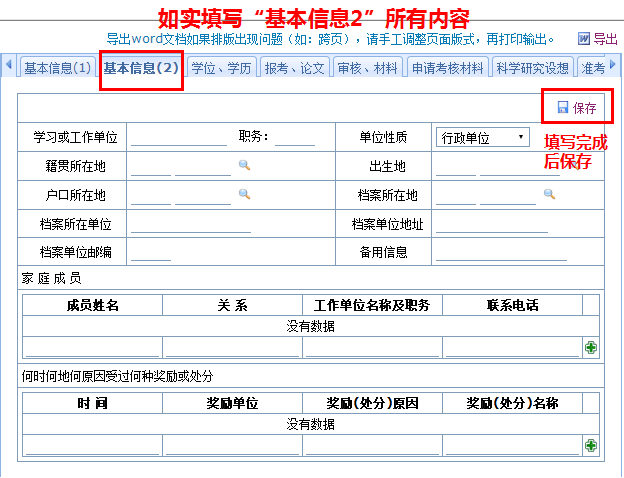 如实填写“基本信息2”所有内容
导出word文档如果排版出现问题（如：跨页），请手工调整页面版式，再打印输出。 导出
基本信息(1) 基本信息(2) 学位、学历 报考、论文 审核、材料 申请考核材料 科学研究设想 准考
保存
填写完成
后保存
学习或工作单位 职务： 单位性质 行政单位
籍贯所在地 出生地
户口所在地 档案所在地
档案所在单位 档案单位地址
档案单位邮编 备用信息
家 庭 成 员
成员姓名 关 系 工作单位名称及职务 联系电话
没有数据
何时何地何原因受过何种奖励或处分
时 间 奖励单位 奖励(处分)原因 奖励(处分)名称
没有数据